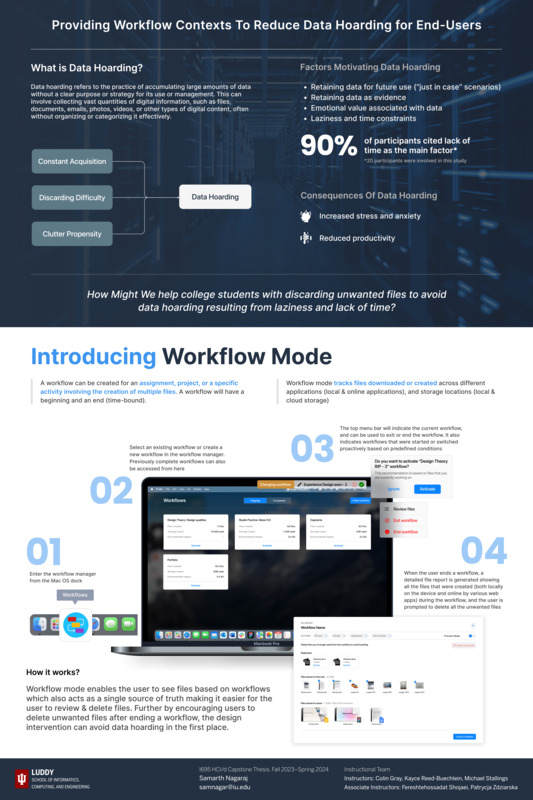 Providing Workflow Contexts To Reduce Data Hoarding for End-Users
What is Data Hoarding?
Data hoarding refers to the practice of accumulating large amounts of data
without a clear purpose or strategy for its use or management. This can
involve collecting vast quantities of digital information, such as files,
documents, emails, photos, videos, or other types of digital content, often
without organizing or categorizing it effectively.
Constant Acquisition
Discarding Difficulty
Clutter Propensity
Data Hoarding
Factors Motivating Data Hoarding
• Retaining data for future use ("just in case" scenarios)
• Retaining data as evidence
• Emotional value associated with data
• Laziness and time constraints
90%
of participants cited lack of
time as the main factor*
*20 participants were involved in this study
Consequences Of Data Hoarding
Increased stress and anxiety
Reduced productivity
How Might We help college students with discarding unwanted files to avoid
data hoarding resulting from laziness and lack of time?
Introducing Workflow Mode
A workflow can be created for an assignment, project, or a specific
activity involving the creation of multiple files. A workflow will have a
beginning and an end (time-bound).
Workflow mode tracks files downloaded or created across different
applications (local & online applications), and storage locations (local &
cloud storage)
01
Enter the workflow manager
from the Mac OS dock
Workflows
02
Select an existing workflow or create a
new workflow in the workflow manager.
Previously complete workflows can also
be accessed from here
03
The top menu bar will indicate the current workflow,
and can be used to exit or end the workflow. It also
indicates workflows that were started or switched
proactively based on predefined conditions
Do you want to activate "Design Theory
RIP - 3" workflow?
Ignore
Activate
Review files
Exit workflow
End workflow
Changing workflow
Experience Design exec - 2
Workflows
Portfolio
Macbook Pro
04
When the user ends a workflow, a
detailed file report is generated showing
all files that were created (both locally
on the device and online by various web
apps) during the workflow, and the user
is prompted to delete all the unwanted
files
Workflow Name
How it works?
Workflow mode enables the user to see files based on workflows
which also acts as a single source of truth making it easier for the
user to review & delete files. Further by encouraging users to
delete unwanted files after ending a workflow, the design
intervention can avoid data hoarding in the first place.
LUDDY
SCHOOL OF INFORMATICS,
COMPUTING, AND ENGINEERING
I695 HCI/d Capstone Thesis, Fall 2023–Spring 2024
Samarth Nagaraj
samnagar@iu.edu
Instructional Team
Instructors: Colin Gray, Kayce Reed-Buechlein, Michael Stallings
Associate Instructors: Fereshtehossadat Shojaei, Patrycja Zdziarska